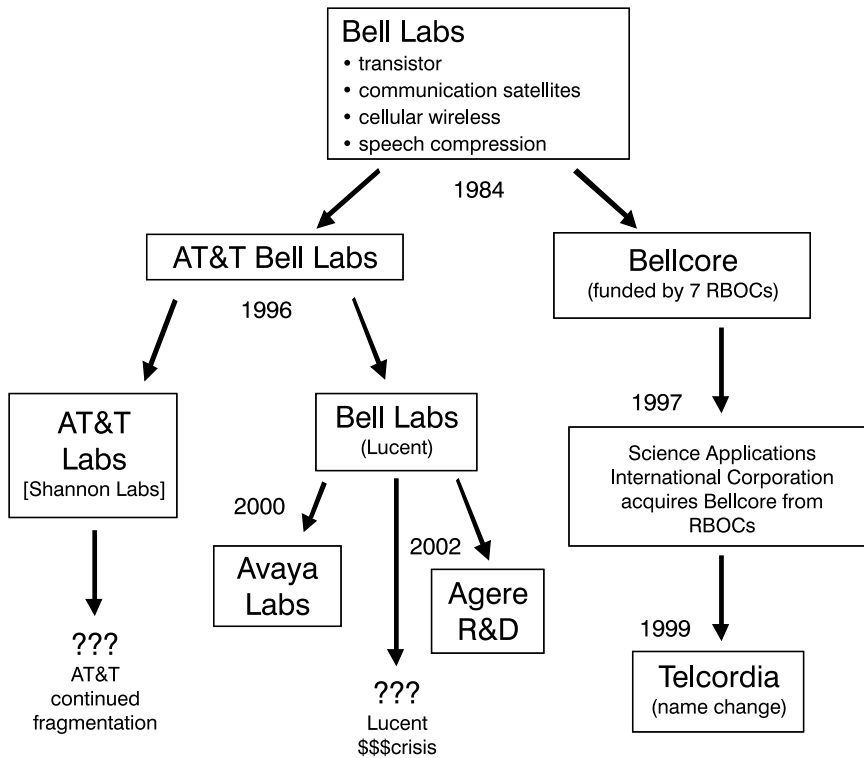 Bell Labs
• transistor
• communication satellites
• cellular wireless
• speech compression
1984
AT&T Bell Labs
Bellcore
(funded by 7 RBOCs)
1996
AT&T
Labs
[Shannon Labs]
Bell Labs
(Lucent)
1997
Science Applications
International Corporation
acquires Bellcore from
RBOCs
2000
Avaya
Labs
2002
Agere
R&D
1999
Telcordia
(name change)
???
AT&T
continued
fragmentation
???
Lucent
$$$crisis